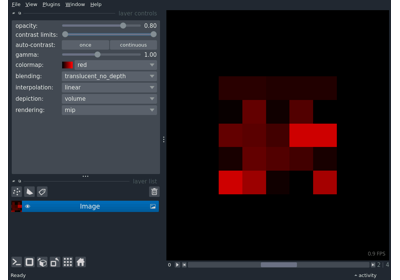 File View Plugins Window Help
layer controls
opacity: 0.80
contrast limits:
auto-contrast: once continuous
gamma: 1.00
colormap: red
blending: translucent_no_depth
interpolation: linear
depiction: volume
rendering: mip
layer list
Image
0.9 FPS
0 2 4
Ready activity